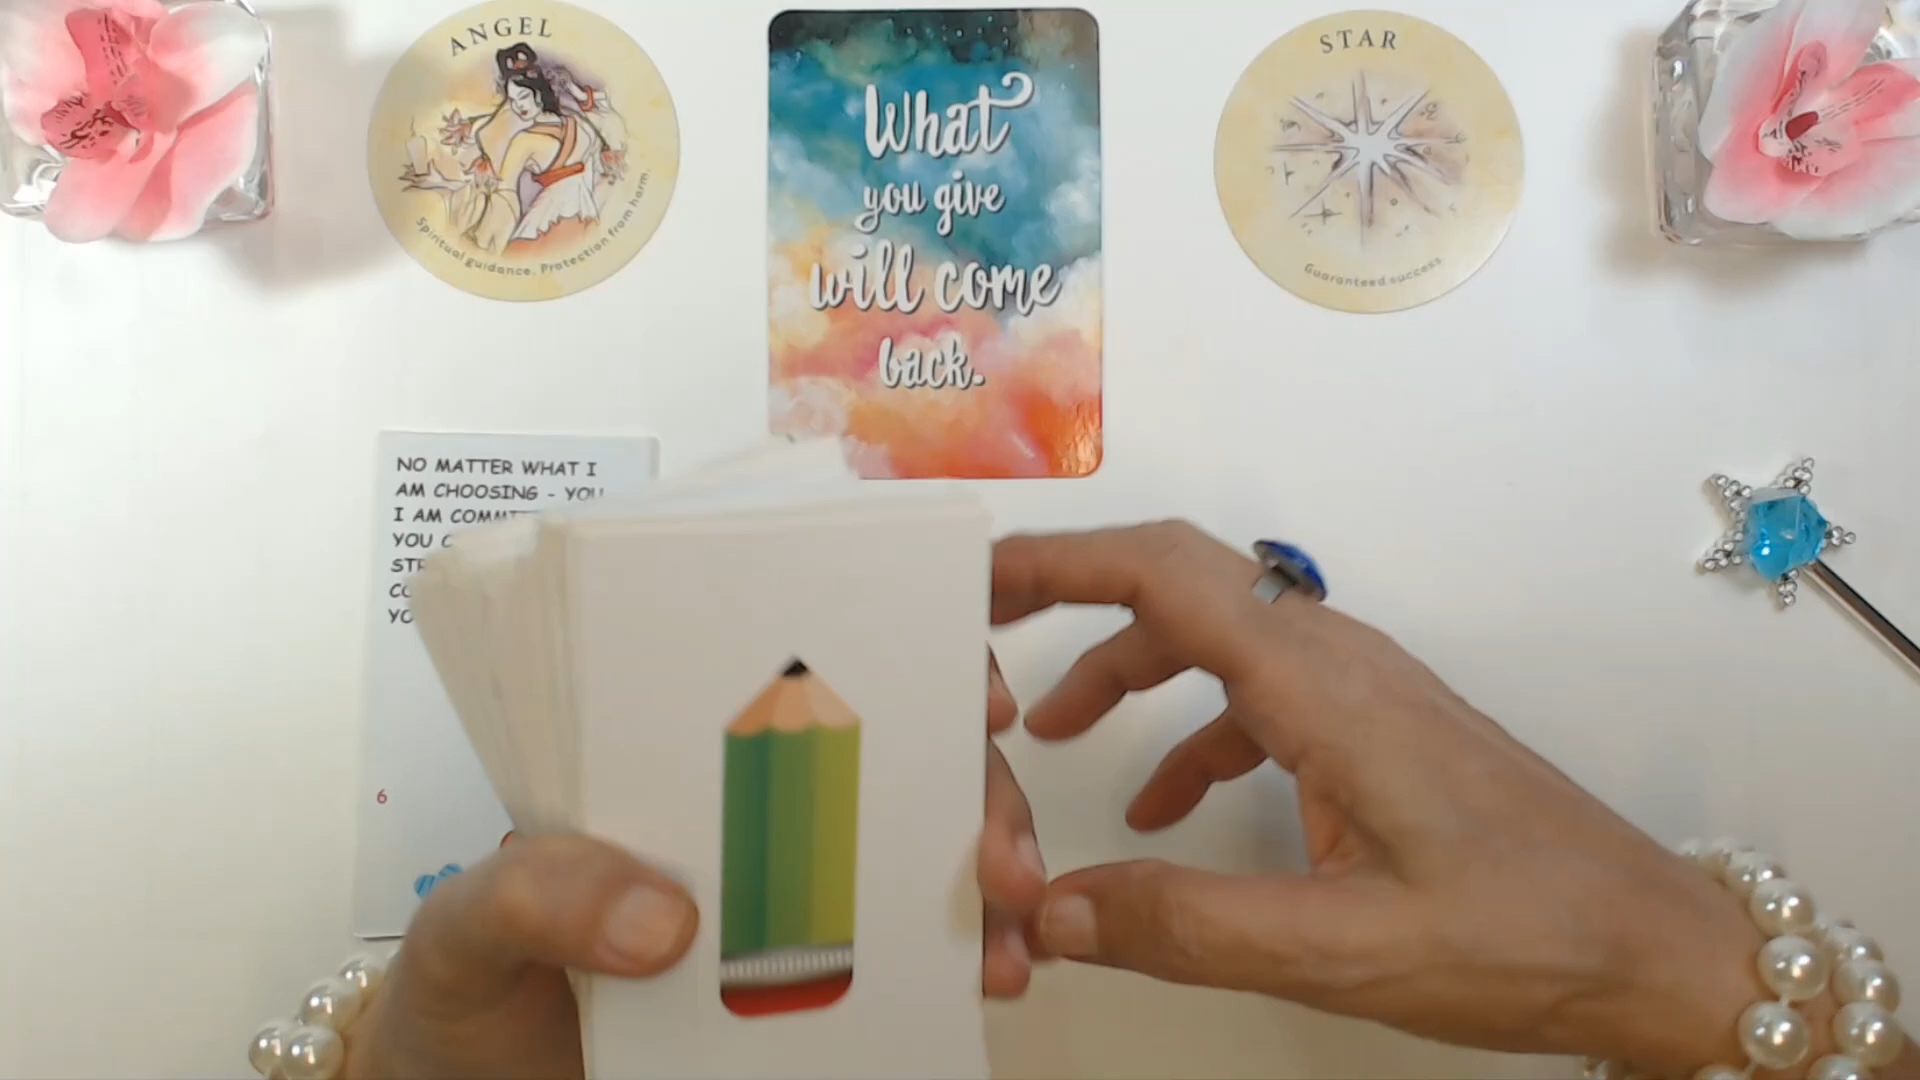 ANGEL
Spiritual guidance. Protection from harm.
What
you give
will come
back.
STAR
Guaranteed success.
NO MATTER WHAT I
AM CHOOSING - YOU
I AM
YOU
6